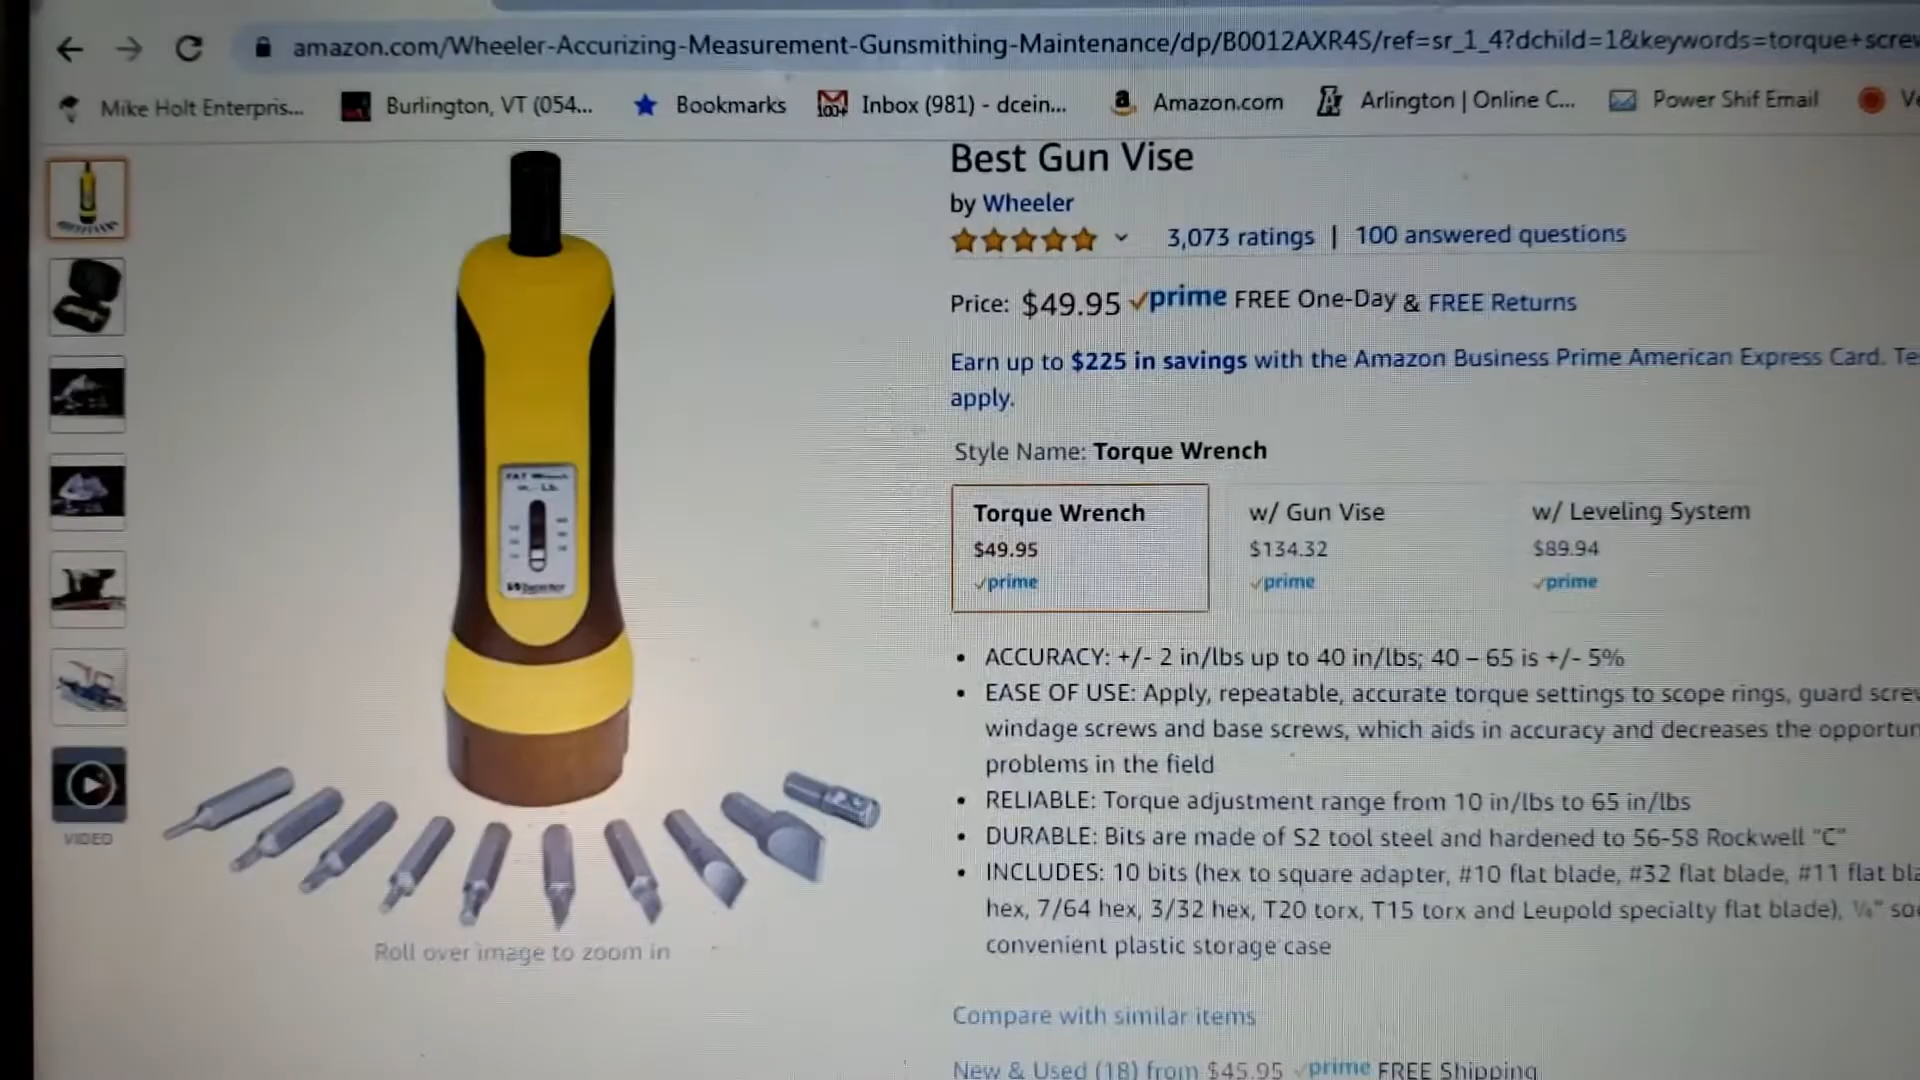 amazon.com/Wheeler-Accurizing-Measurement-Gunsmithing-Maintenance/dp/B0012AXR4S/ref=sr_1_4?dchild=1&keywords=torque+screw
Mike Holt Enterpris... Burlington, VT (054... Bookmarks Inbox (981) - dcein... Amazon.com Arlington | Online C... Power Shif Email
Best Gun Vise
by Wheeler
3,073 ratings | 100 answered questions
Price: $49.95 prime FREE One-Day & FREE Returns
Earn up to $225 in savings with the Amazon Business Prime American Express Card.
apply.
Style Name: Torque Wrench
Torque Wrench w/ Gun Vise w/ Leveling System
$49.95 $134.32 $89.94
prime prime prime
FAT Wrench
in. - Lb.
Wheeler
• ACCURACY: +/- 2 in/lbs up to 40 in/lbs; 40 – 65 is +/- 5%
• EASE OF USE: Apply, repeatable, accurate torque settings to scope rings, guard screw
windage screws and base screws, which aids in accuracy and decreases the opportun
problems in the field
• RELIABLE: Torque adjustment range from 10 in/lbs to 65 in/lbs
• DURABLE: Bits are made of S2 tool steel and hardened to 56-58 Rockwell "C"
• INCLUDES: 10 bits (hex to square adapter, #10 flat blade, #32 flat blade, #11 flat bla
hex, 7/64 hex, 3/32 hex, T20 torx, T15 torx and Leupold specialty flat blade), ¼" so
convenient plastic storage case
VIDEO
Roll over image to zoom in
Compare with similar items
New & Used (18) from $45.95 prime FREE Shipping